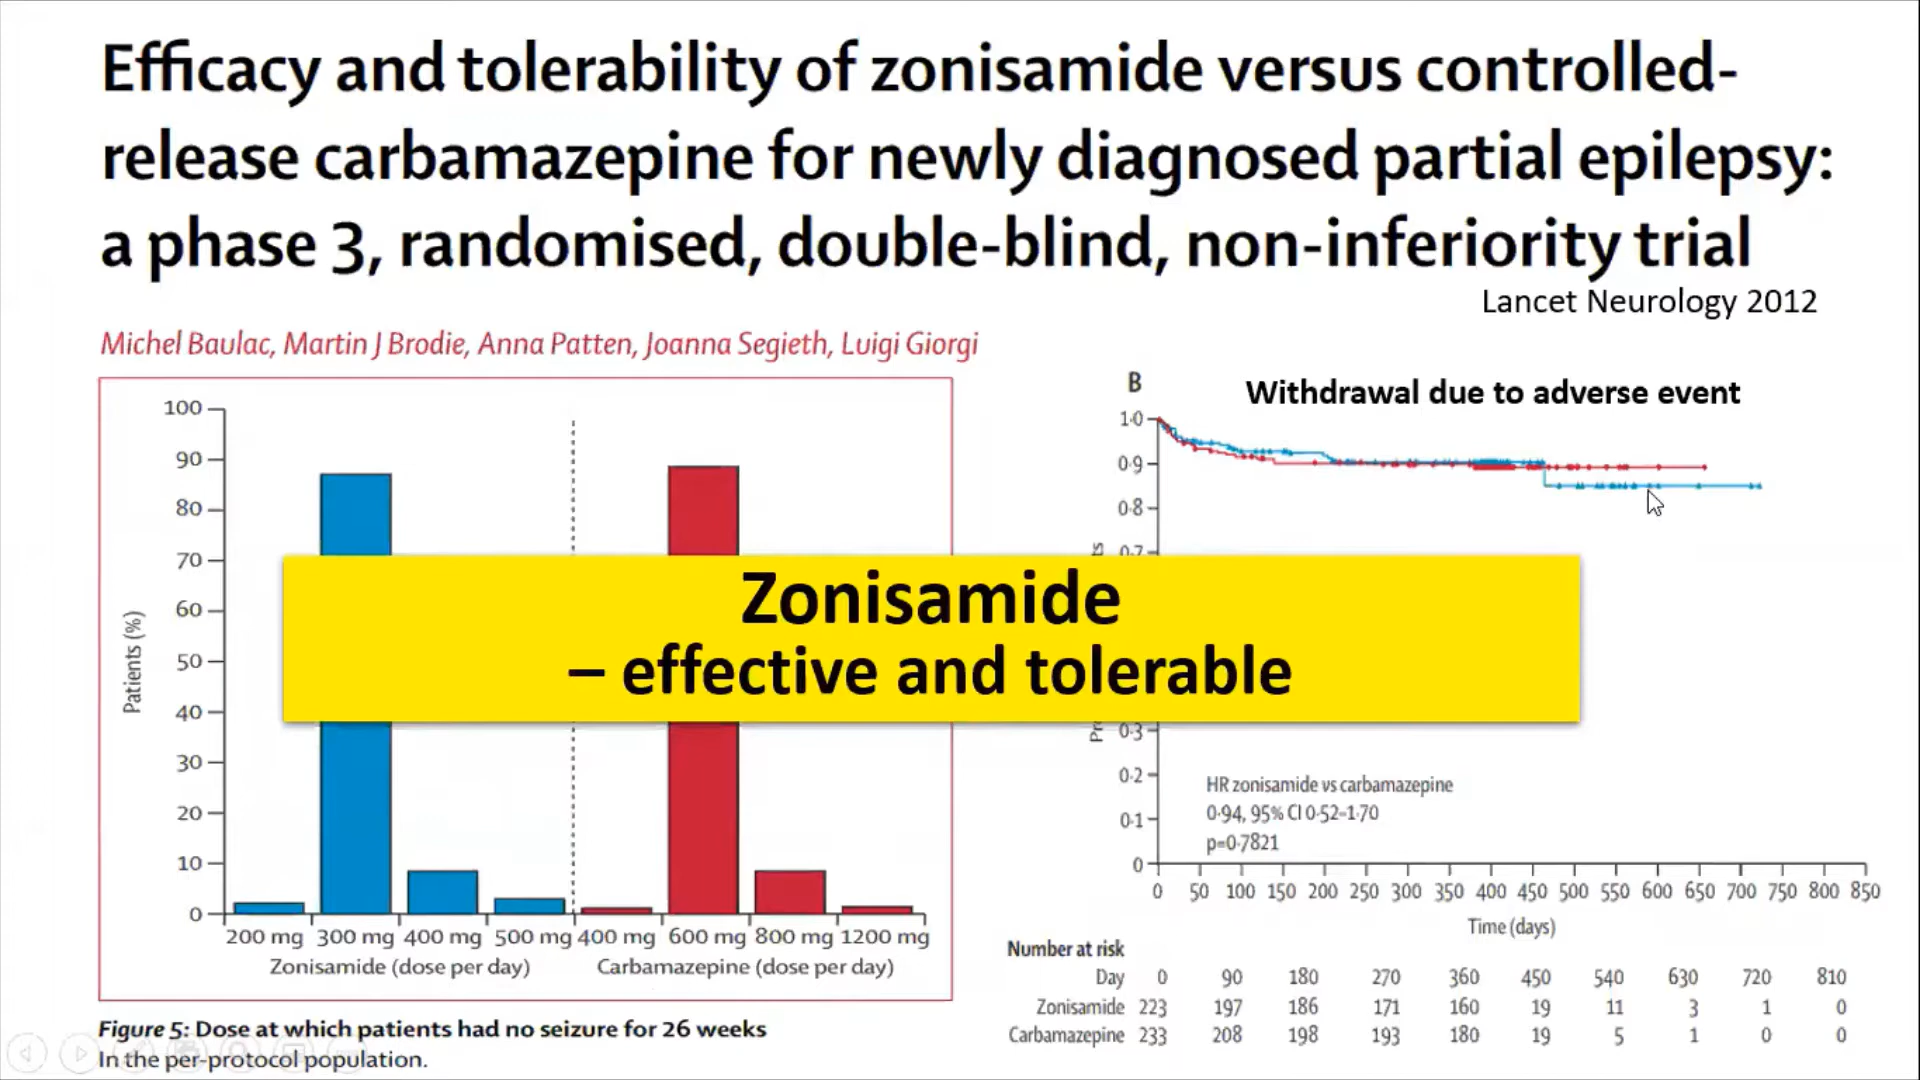 Efficacy and tolerability of zonisamide versus controlled-
release carbamazepine for newly diagnosed partial epilepsy:
a phase 3, randomised, double-blind, non-inferiority trial
Lancet Neurology 2012
Michel Baulac, Martin J Brodie, Anna Patten, Joanna Segieth, Luigi Giorgi
100
90
80
70
60
50
40
30
20
10
0
Patients (%)
200 mg 300 mg 400 mg 500 mg 400 mg 600 mg 800 mg 1200 mg
Zonisamide (dose per day) Carbamazepine (dose per day)
Figure 5: Dose at which patients had no seizure for 26 weeks
In the per-protocol population.
Zonisamide
– effective and tolerable
B
Withdrawal due to adverse event
1·0
0·9
0·8
0·7
0·3
0·2
0·1
0
HR zonisamide vs carbamazepine
0·94, 95% CI 0·52–1·70
p=0·7821
0 50 100 150 200 250 300 350 400 450 500 550 600 650 700 750 800 850
Time (days)
Number at risk
Day 0 90 180 270 360 450 540 630 720 810
Zonisamide 223 197 186 171 160 19 11 3 1 0
Carbamazepine 233 208 198 193 180 19 5 1 0 0